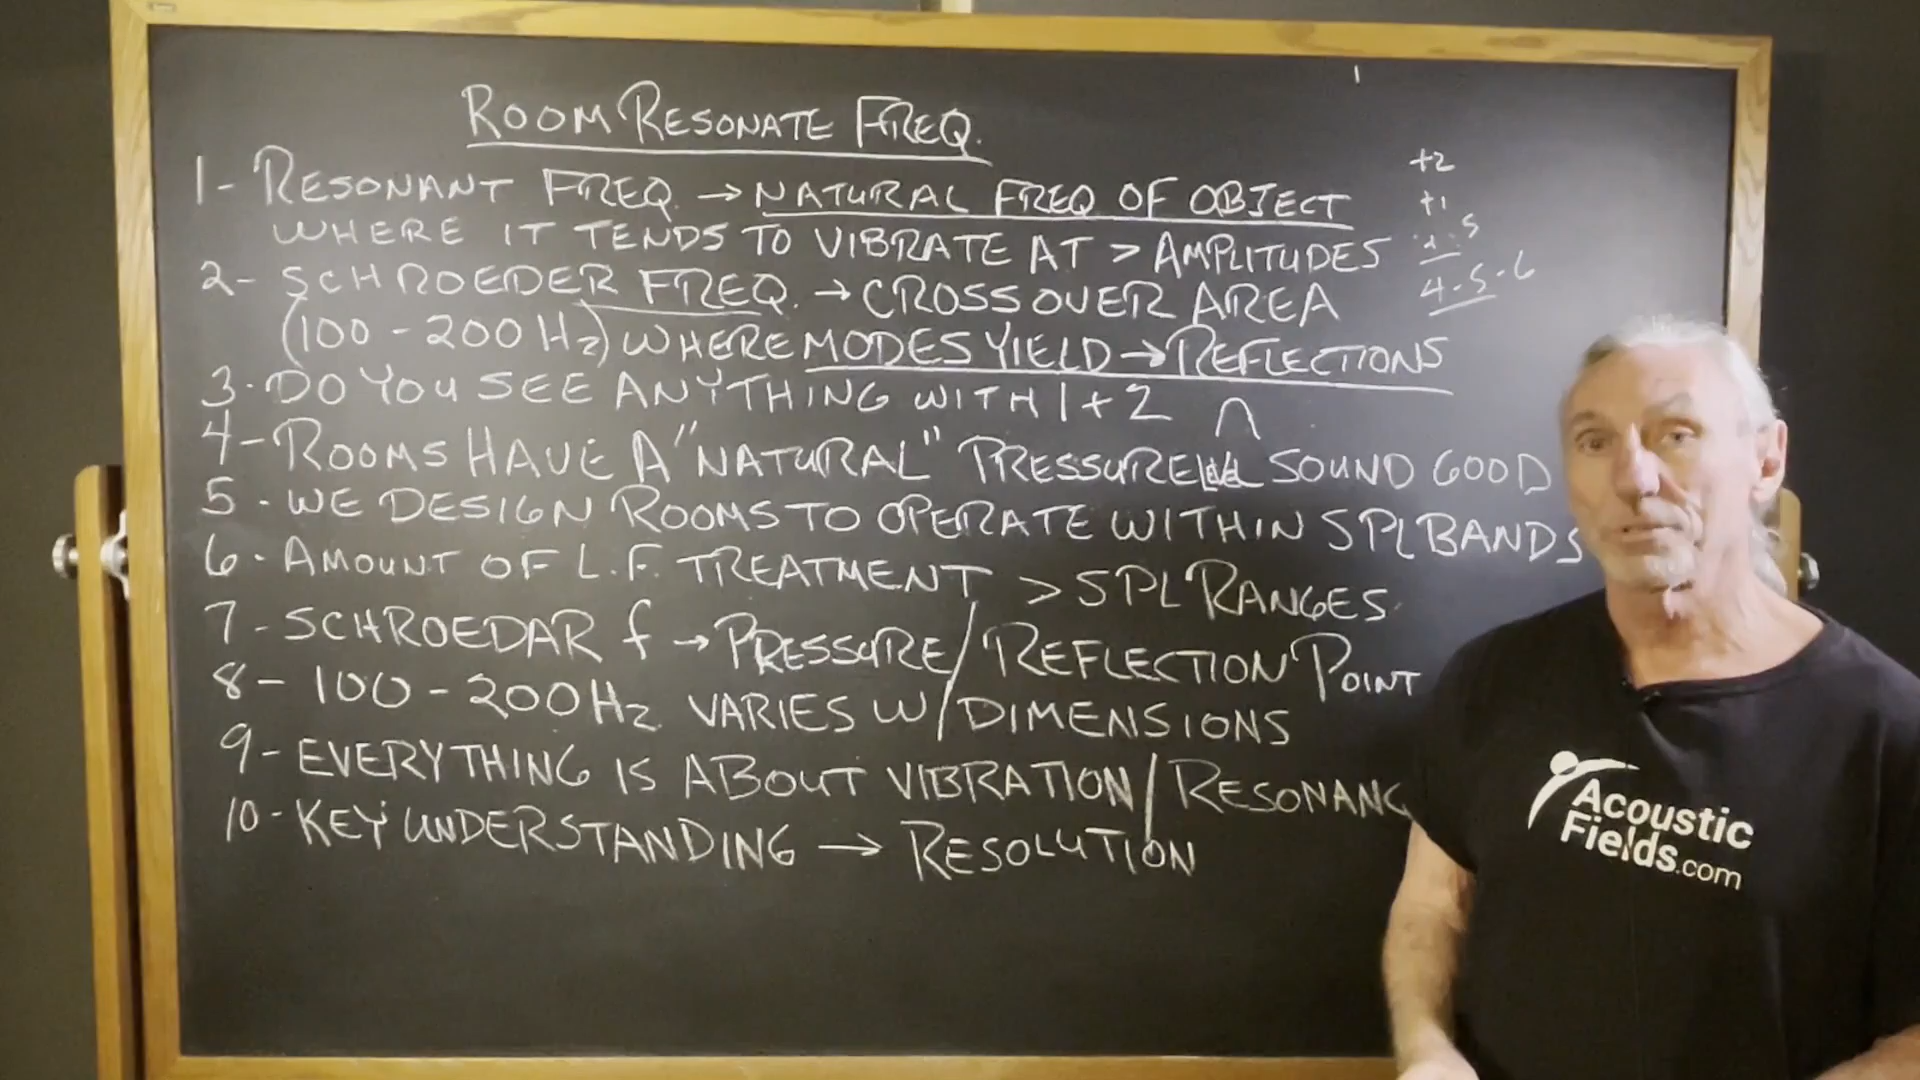 ROOM RESONATE FREQ.
1- RESONANT FREQ. → NATURAL FREQ OF OBJECT
WHERE IT TENDS TO VIBRATE AT > AMPLITUDES
2- SCHROEDER FREQ. → CROSSOVER AREA
(100 - 200 Hz) WHERE MODES YIELD → REFLECTIONS
3- DO YOU SEE ANYTHING WITH 1 + 2
4- ROOMS HAVE A "NATURAL" PRESSURE SOUND GOOD
5- WE DESIGN ROOMS TO OPERATE WITHIN SPL BANDS
6- AMOUNT OF L.F. TREATMENT > SPL RANGES
7- SCHROEDAR f → PRESSURE/REFLECTION POINT
8- 100 - 200 Hz VARIES W/DIMENSIONS
9- EVERYTHING IS ABOUT VIBRATION/RESONANC
10- KEY UNDERSTANDING → RESOLUTION
+2
+1
4-5-6
Acoustic
Fields.com